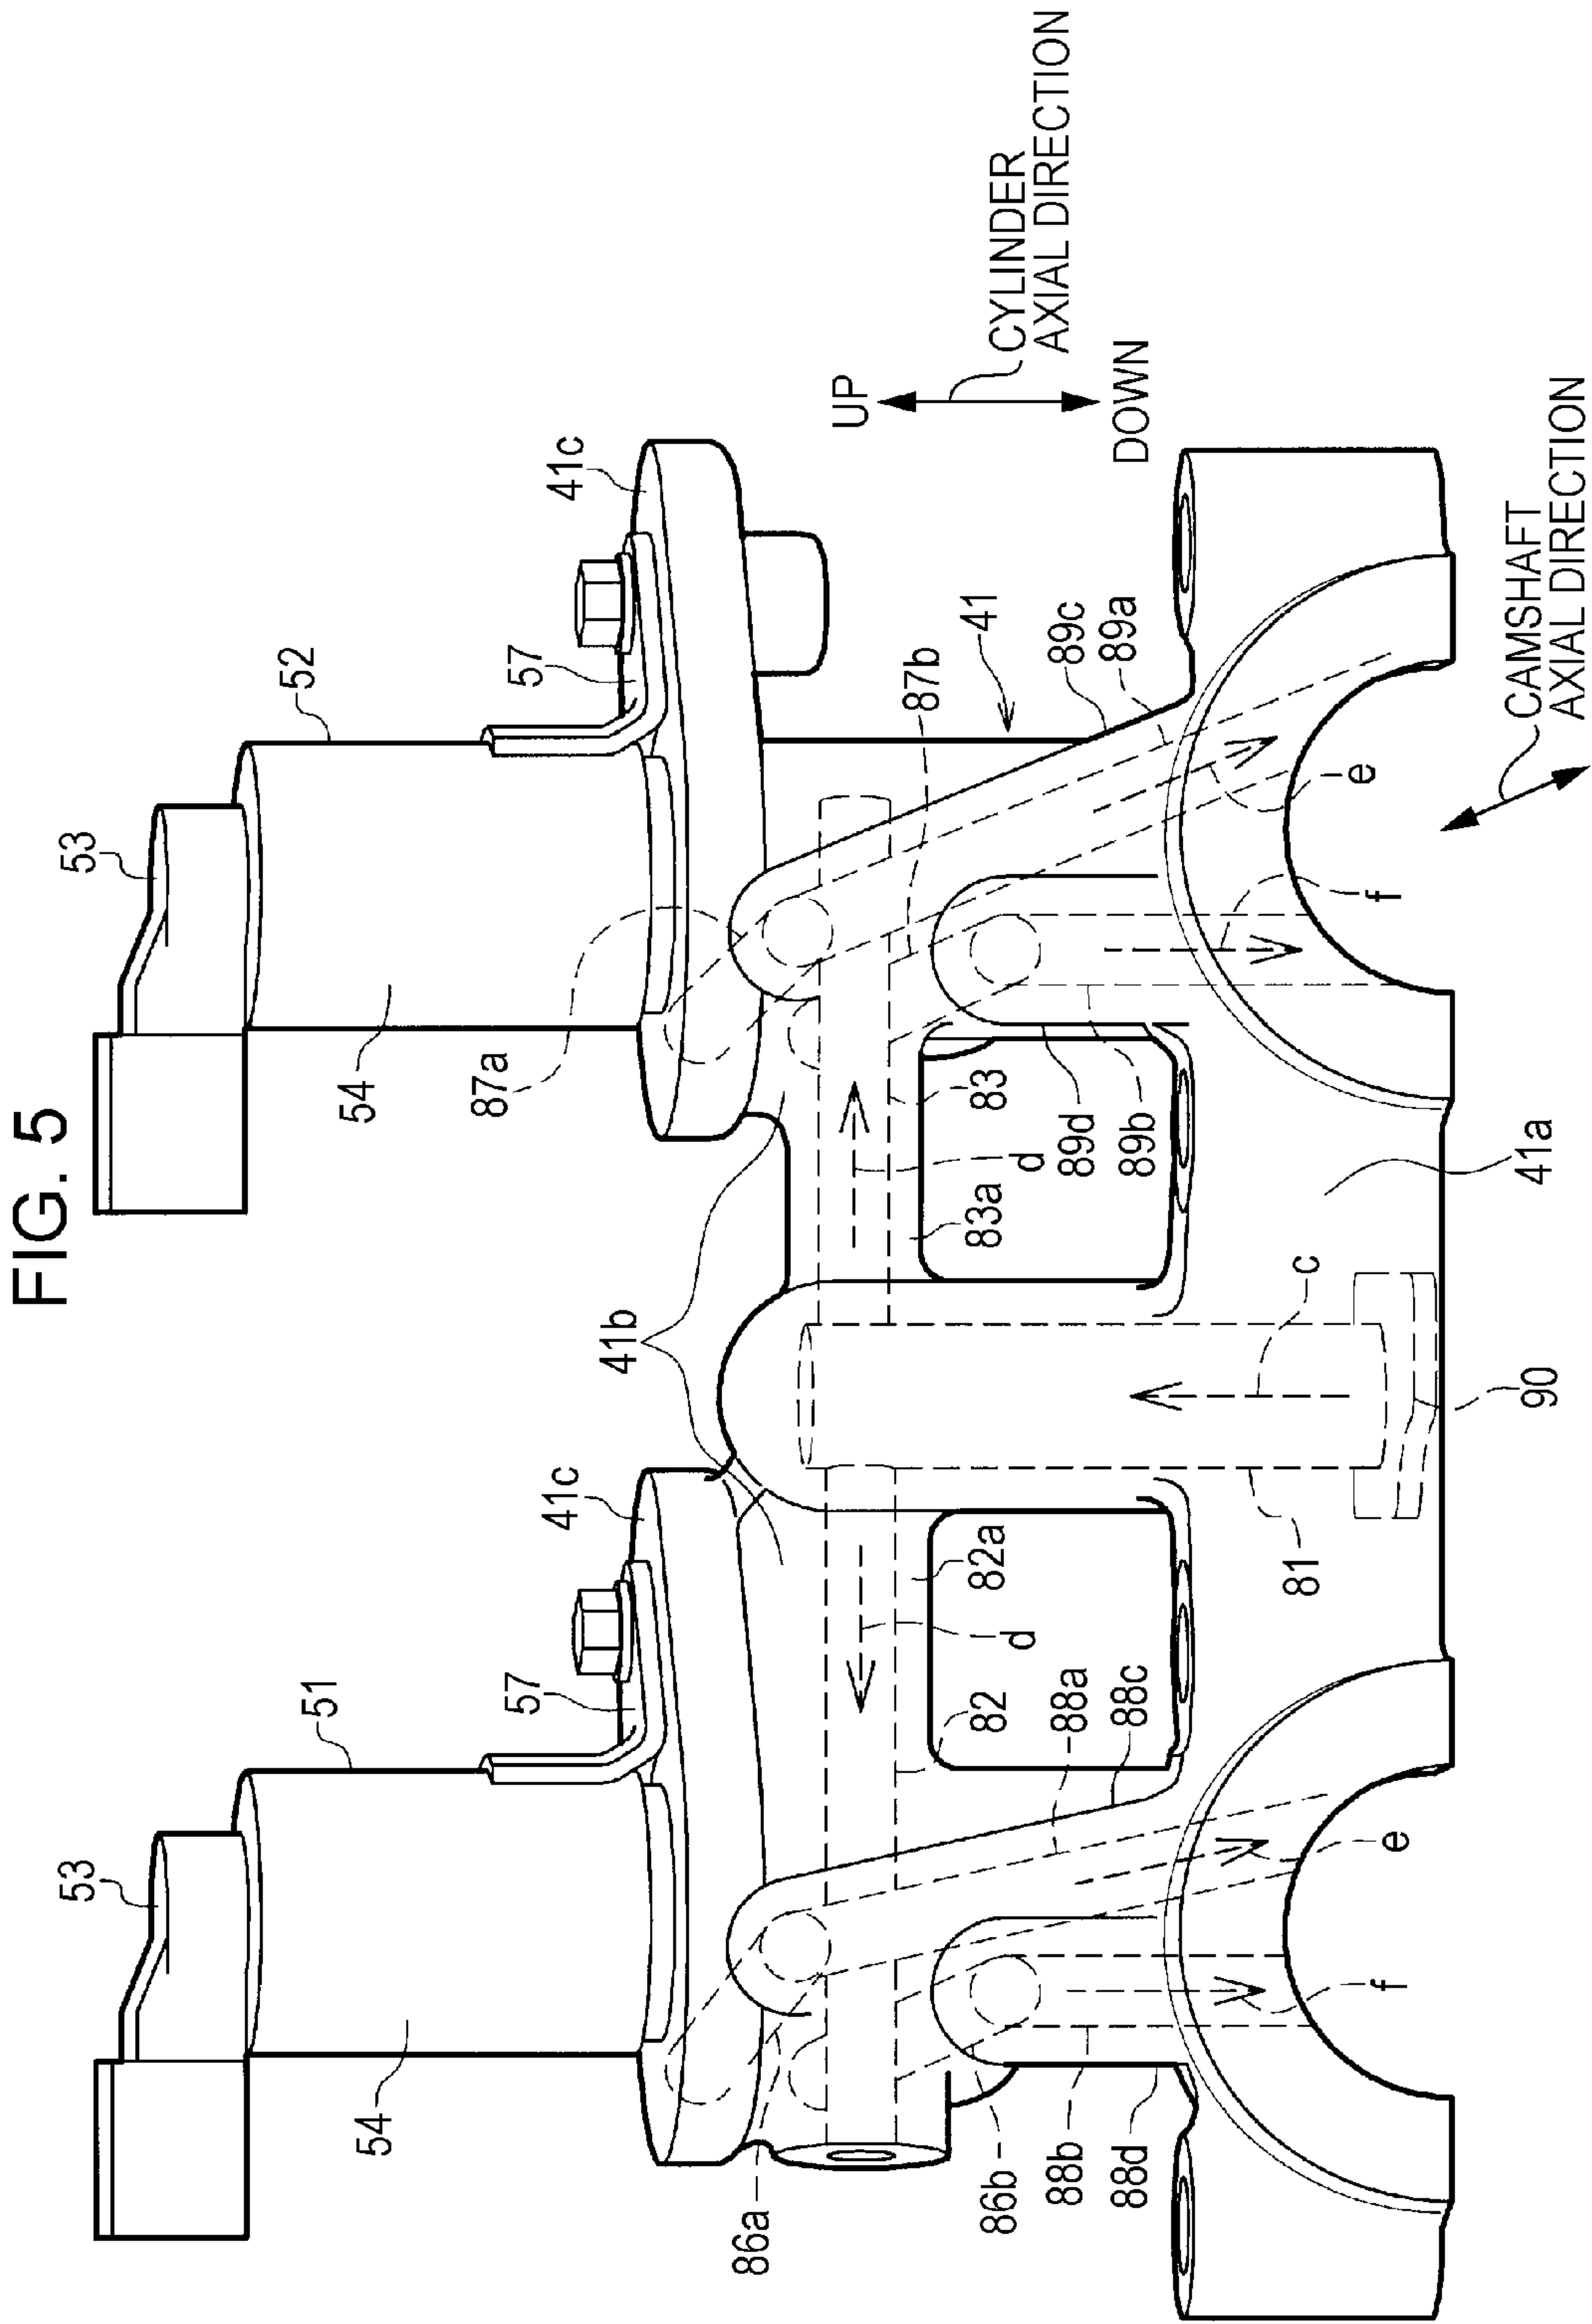 FIG. 5
53
53
51
52
54
54
57
57
41c
41c
41b
87a
UP
CYLINDER
AXIAL DIRECTION
DOWN
86a
82a
83a
83
82
d
d
87b
41
89c
89a
86b
88b
88d
88a
88c
89d
89b
81
c
90
41a
e
f
e
f
CAMSHAFT
AXIAL DIRECTION